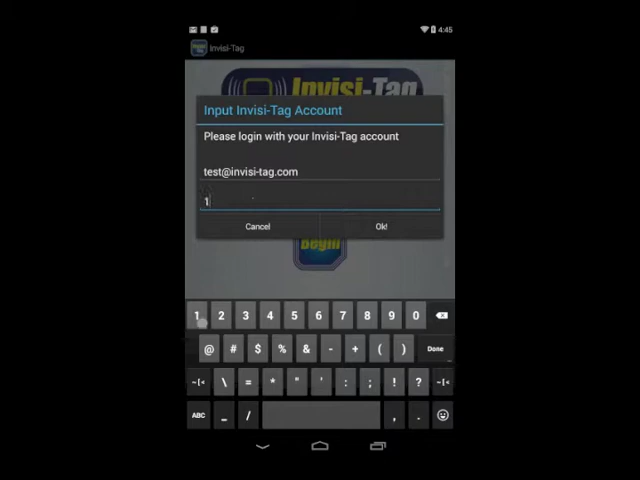 4:45
Invisi-Tag
Invisi-Tag
Input Invisi-Tag Account
Please login with your Invisi-Tag account
test@invisi-tag.com
1
Cancel Ok!
Begin
1 2 3 4 5 6 7 8 9 0
@ # $ % & - + ( ) Done
~[< \ = * " ' : ; ! ? ~[<
ABC _ / , .